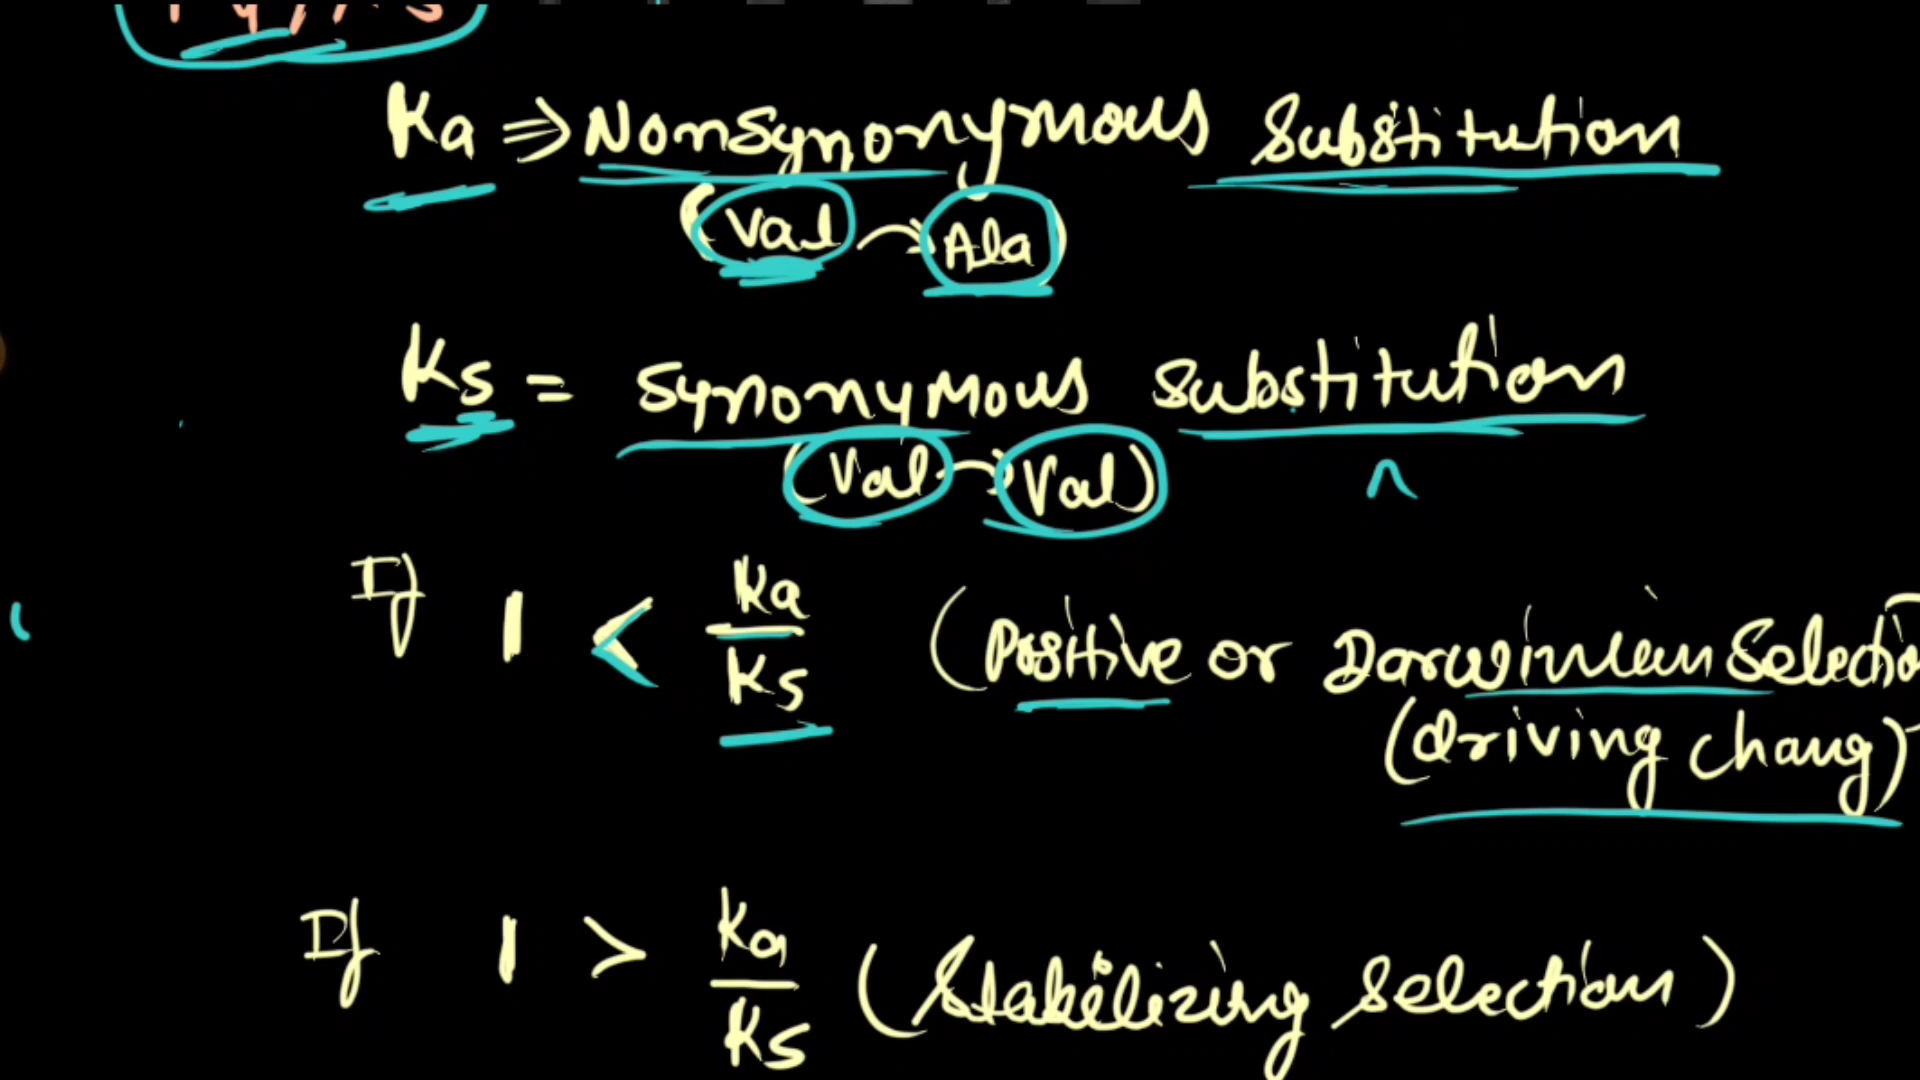 Ka ⇒ Nonsynonymous Substitution
(Val → Ala)
Ks = Synonymous Substitution
(Val → Val)
If 1 < Ka/Ks (Positive or Darwinian Selectio
(driving chang)
If 1 > Ka/Ks (Stabilizing Selection)